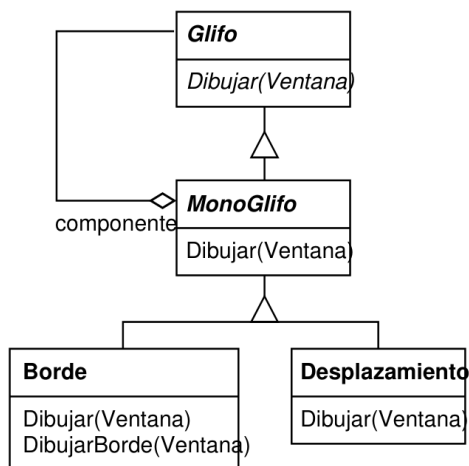 Glifo
Dibujar(Ventana)
componente
MonoGlifo
Dibujar(Ventana)
Borde
Dibujar(Ventana)
DibujarBorde(Ventana)
Desplazamiento
Dibujar(Ventana)